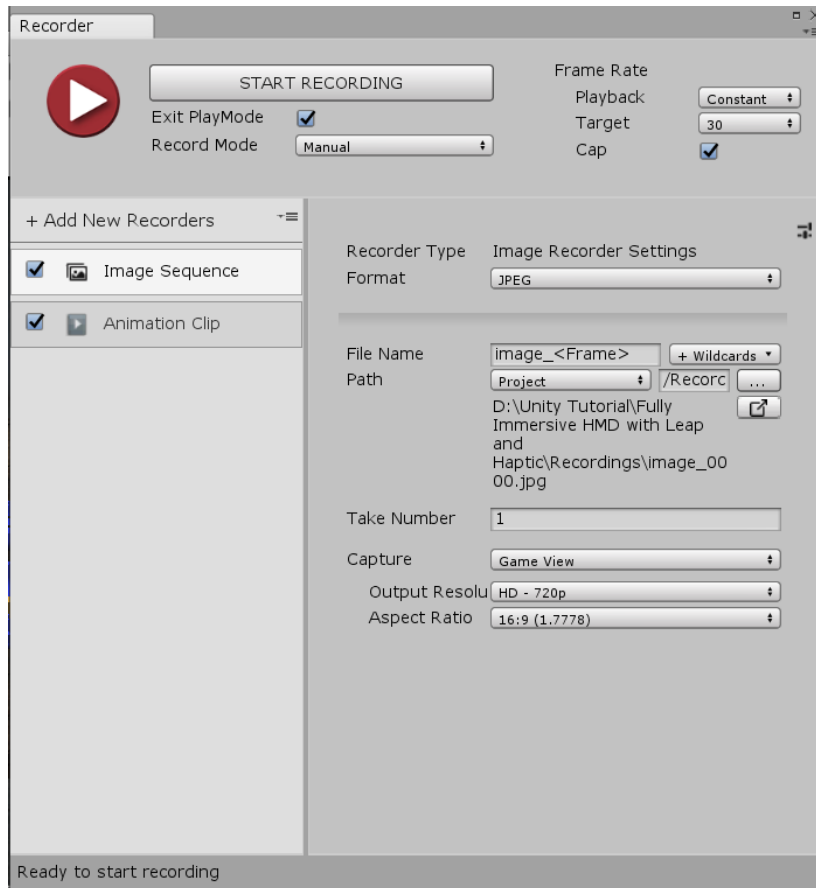 Recorder
START RECORDING
Exit PlayMode
Record Mode Manual
Frame Rate
Playback Constant
Target 30
Cap
+ Add New Recorders
Image Sequence
Animation Clip
Recorder Type Image Recorder Settings
Format JPEG
File Name image_<Frame> + Wildcards
Path Project /Recorc ...
D:\Unity Tutorial\Fully
Immersive HMD with Leap
and
Haptic\Recordings\image_00
00.jpg
Take Number 1
Capture Game View
Output Resolu HD - 720p
Aspect Ratio 16:9 (1.7778)
Ready to start recording